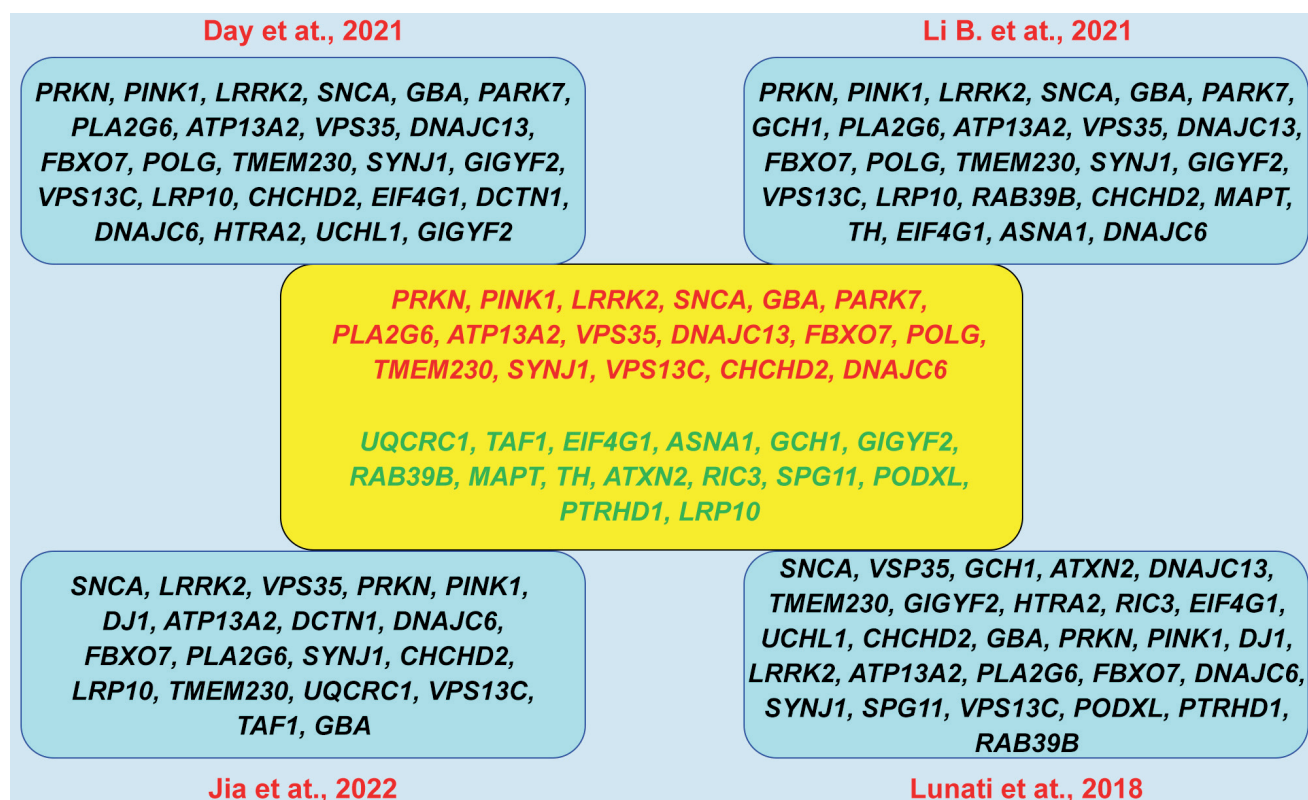 Day et at., 2021
PRKN, PINK1, LRRK2, SNCA, GBA, PARK7,
PLA2G6, ATP13A2, VPS35, DNAJC13,
FBXO7, POLG, TMEM230, SYNJ1, GIGYF2,
VPS13C, LRP10, CHCHD2, EIF4G1, DCTN1,
DNAJC6, HTRA2, UCHL1, GIGYF2
Li B. et at., 2021
PRKN, PINK1, LRRK2, SNCA, GBA, PARK7,
GCH1, PLA2G6, ATP13A2, VPS35, DNAJC13,
FBXO7, POLG, TMEM230, SYNJ1, GIGYF2,
VPS13C, LRP10, RAB39B, CHCHD2, MAPT,
TH, EIF4G1, ASNA1, DNAJC6
PRKN, PINK1, LRRK2, SNCA, GBA, PARK7,
PLA2G6, ATP13A2, VPS35, DNAJC13, FBXO7, POLG,
TMEM230, SYNJ1, VPS13C, CHCHD2, DNAJC6
UQCRC1, TAF1, EIF4G1, ASNA1, GCH1, GIGYF2,
RAB39B, MAPT, TH, ATXN2, RIC3, SPG11, PODXL,
PTRHD1, LRP10
SNCA, LRRK2, VPS35, PRKN, PINK1,
DJ1, ATP13A2, DCTN1, DNAJC6,
FBXO7, PLA2G6, SYNJ1, CHCHD2,
LRP10, TMEM230, UQCRC1, VPS13C,
TAF1, GBA
Jia et at., 2022
SNCA, VSP35, GCH1, ATXN2, DNAJC13,
TMEM230, GIGYF2, HTRA2, RIC3, EIF4G1,
UCHL1, CHCHD2, GBA, PRKN, PINK1, DJ1,
LRRK2, ATP13A2, PLA2G6, FBXO7, DNAJC6,
SYNJ1, SPG11, VPS13C, PODXL, PTRHD1,
RAB39B
Lunati et at., 2018